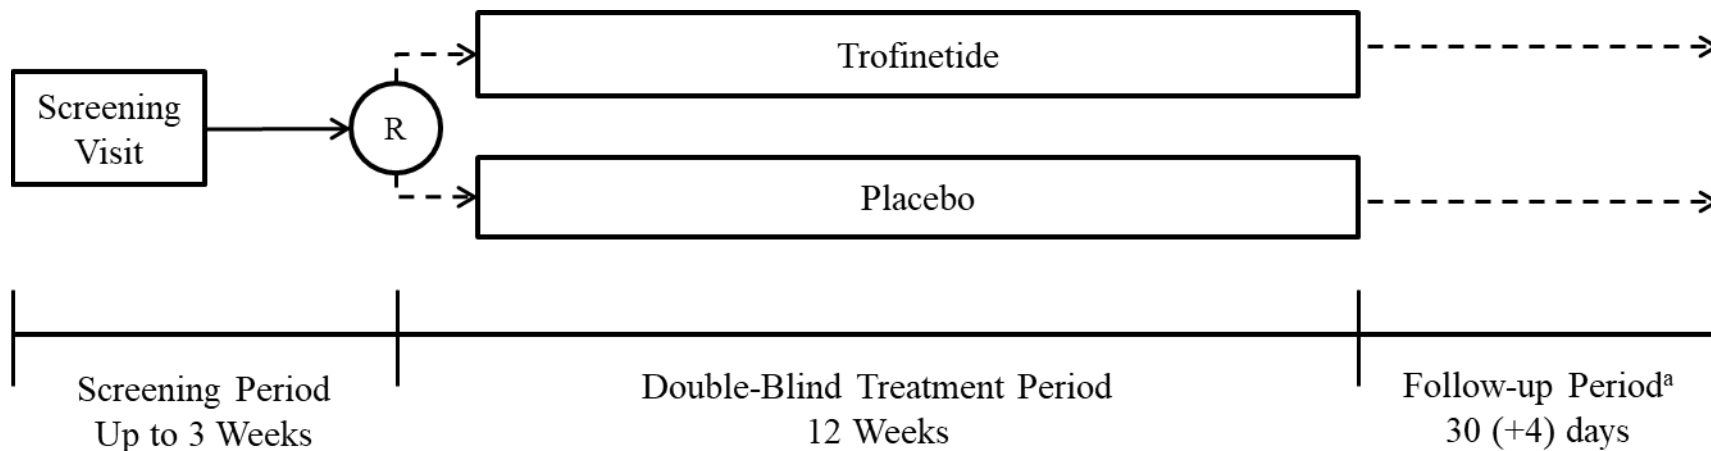 Trofinetide
Screening
Visit
R
Placebo
Screening Period
Up to 3 Weeks
Double-Blind Treatment Period
12 Weeks
Follow-up Periodᵃ
30 (+4) days